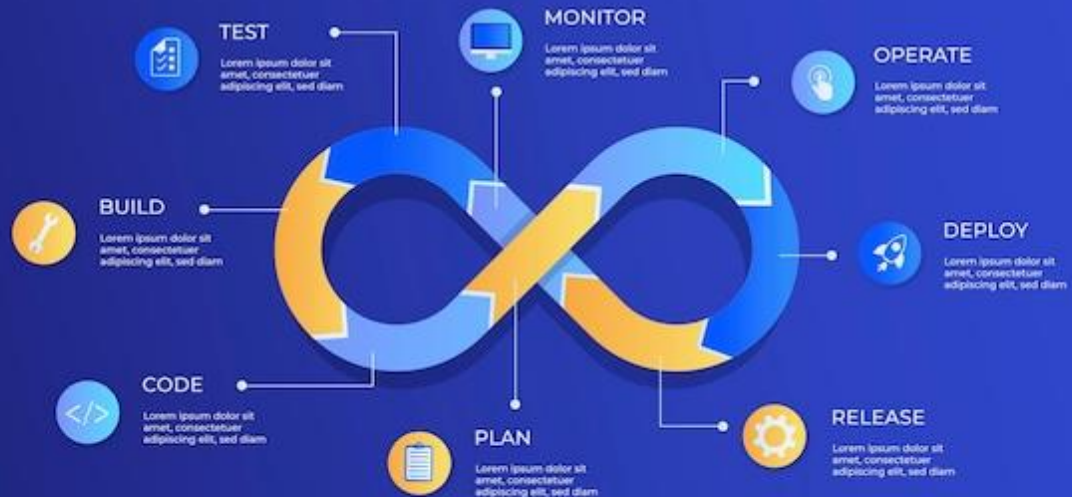 TEST
Lorem ipsum dolor sit
amet, consectetuer
adipiscing elit, sed diam
MONITOR
Lorem ipsum dolor sit
amet, consectetuer
adipiscing elit, sed diam
OPERATE
Lorem ipsum dolor sit
amet, consectetuer
adipiscing elit, sed diam
BUILD
Lorem ipsum dolor sit
amet, consectetuer
adipiscing elit, sed diam
DEPLOY
Lorem ipsum dolor sit
amet, consectetuer
adipiscing elit, sed diam
CODE
</>
Lorem ipsum dolor sit
amet, consectetuer
adipiscing elit, sed diam
PLAN
Lorem ipsum dolor sit
amet, consectetuer
adipiscing elit, sed diam
RELEASE
Lorem ipsum dolor sit
amet, consectetuer
adipiscing elit, sed diam